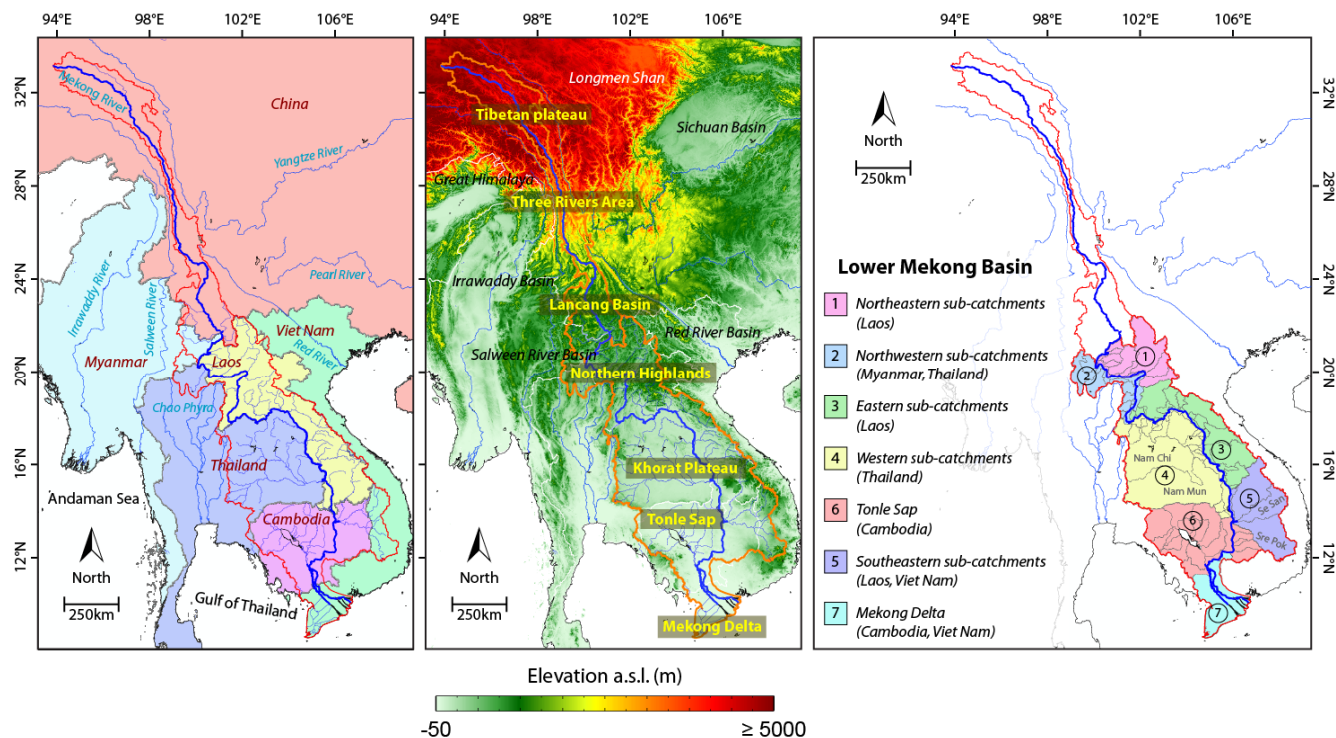 94°E 98°E 102°E 106°E
32°N
28°N
24°N
20°N
16°N
12°N
Mekong River
China
Yangtze River
Pearl River
Irrawaddy River
Salween River
Viet Nam
Red River
Myanmar
Laos
Chao Phyra
Thailand
Andaman Sea
Cambodia
North
250km
Gulf of Thailand
94°E 98°E 102°E 106°E
Longmen Shan
Tibetan plateau
Sichuan Basin
Great Himalaya
Three Rivers Area
Irrawaddy Basin
Lancang Basin
Red River Basin
Salween River Basin
Northern Highlands
Khorat Plateau
Tonle Sap
North
250km
Mekong Delta
Elevation a.s.l. (m)
-50
≥ 5000
94°E 98°E 102°E 106°E
32°N
28°N
24°N
20°N
16°N
12°N
North
250km
Lower Mekong Basin
1 Northeastern sub-catchments
(Laos)
2 Northwestern sub-catchments
(Myanmar, Thailand)
3 Eastern sub-catchments
(Laos)
4 Western sub-catchments
(Thailand)
6 Tonle Sap
(Cambodia)
5 Southeastern sub-catchments
(Laos, Viet Nam)
7 Mekong Delta
(Cambodia, Viet Nam)
1
2
3
Nam Chi
4
Nam Mun
5
Se San
6
Sre Pok
7